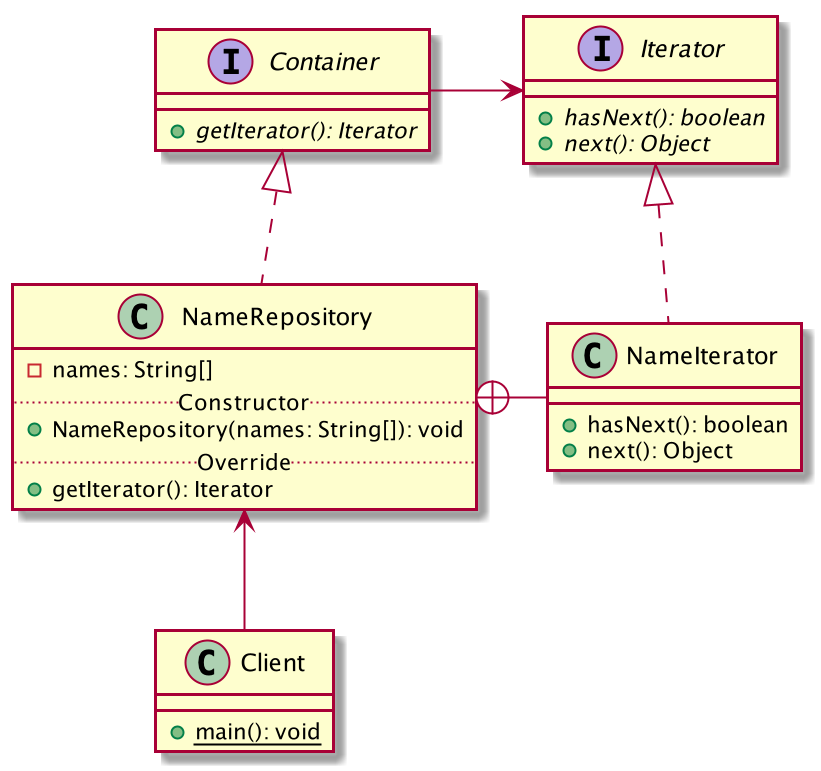 I Container
getIterator(): Iterator
I Iterator
hasNext(): boolean
next(): Object
C NameRepository
names: String[]
Constructor
NameRepository(names: String[]): void
Override
getIterator(): Iterator
C NameIterator
hasNext(): boolean
next(): Object
C Client
main(): void